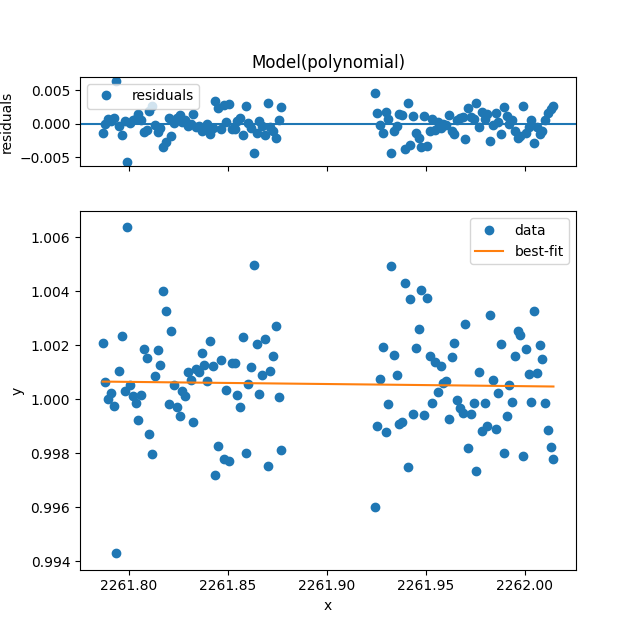 Model(polynomial)
0.005
0.000
−0.005
residuals
residuals
1.006
1.004
1.002
1.000
0.998
0.996
0.994
y
data
best-fit
2261.80 2261.85 2261.90 2261.95 2262.00
x